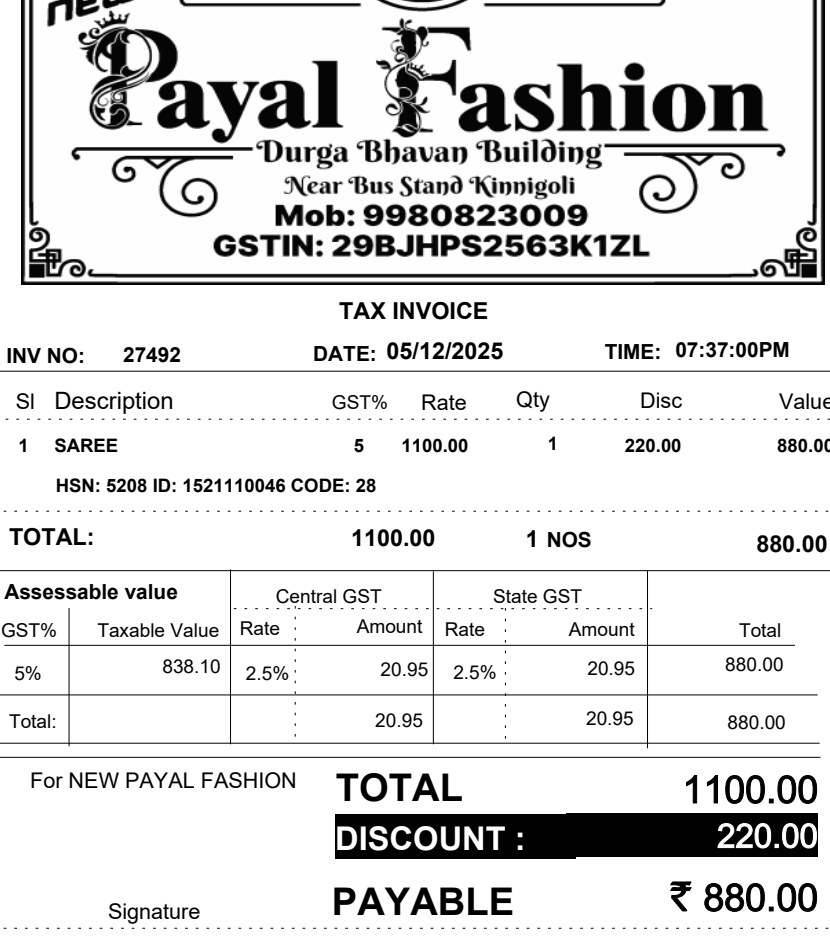 new
Payal Fashion
Durga Bhavan Building
Near Bus Stand Kinnigoli
Mob: 9980823009
GSTIN: 29BJHPS2563K1ZL
TAX INVOICE
INV NO: 27492 DATE: 05/12/2025 TIME: 07:37:00PM
Sl Description GST% Rate Qty Disc Value
1 SAREE 5 1100.00 1 220.00 880.00
HSN: 5208 ID: 1521110046 CODE: 28
TOTAL: 1100.00 1 NOS 880.00
Assessable value Central GST State GST
GST% Taxable Value Rate Amount Rate Amount Total
5% 838.10 2.5% 20.95 2.5% 20.95 880.00
Total: 20.95 20.95 880.00
For NEW PAYAL FASHION TOTAL 1100.00
DISCOUNT : 220.00
Signature PAYABLE ₹ 880.00